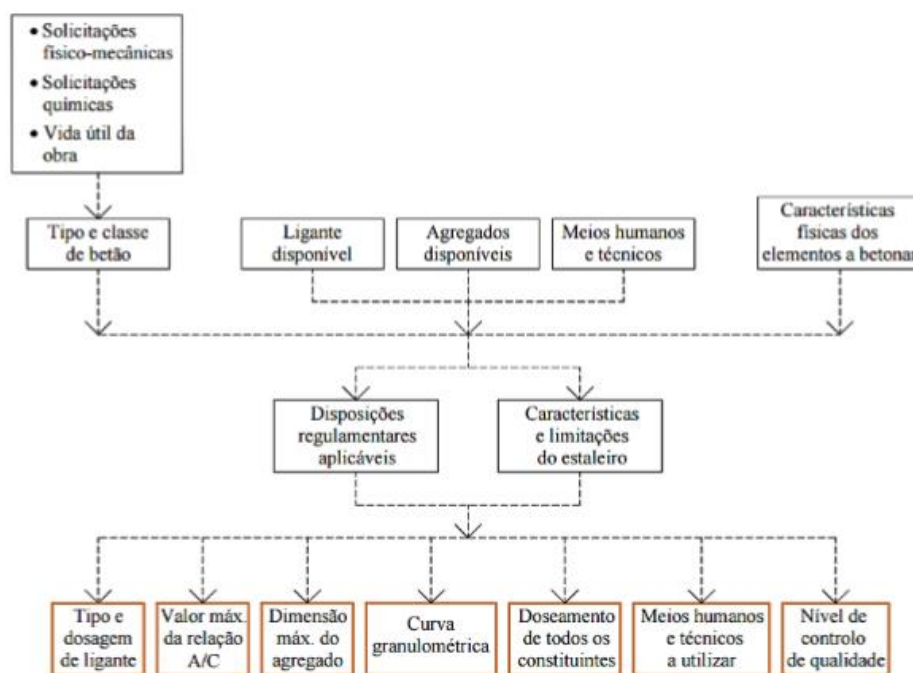 • Solicitações
físico-mecânicas
• Solicitações
químicas
• Vida útil da
obra
Tipo e classe
de betão
Ligante
disponível
Agregados
disponíveis
Meios humanos
e técnicos
Características
físicas dos
elementos a betonar
Disposições
regulamentares
aplicáveis
Características
e limitações
do estaleiro
Tipo e
dosagem
de ligante
Valor máx.
da relação
A/C
Dimensão
máx. do
agregado
Curva
granulométrica
Doseamento
de todos os
constituintes
Meios humanos
e técnicos
a utilizar
Nível de
controlo
de qualidade